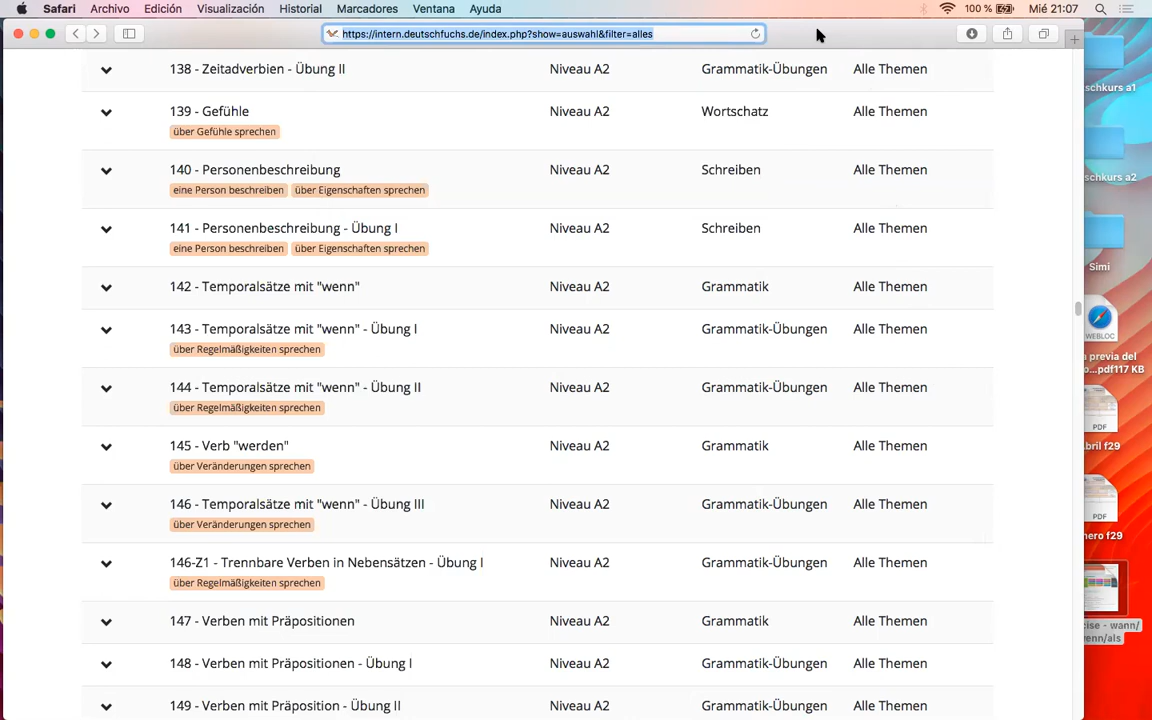 Safari Archivo Edición Visualización Historial Marcadores Ventana Ayuda 100 % Mié 21:07
https://intern.deutschfuchs.de/index.php?show=auswahl&filter=alles
138 - Zeitadverbien - Übung II Niveau A2 Grammatik-Übungen Alle Themen
139 - Gefühle Niveau A2 Wortschatz Alle Themen
über Gefühle sprechen
140 - Personenbeschreibung Niveau A2 Schreiben Alle Themen
eine Person beschreiben über Eigenschaften sprechen
141 - Personenbeschreibung - Übung I Niveau A2 Schreiben Alle Themen
eine Person beschreiben über Eigenschaften sprechen
142 - Temporalsätze mit "wenn" Niveau A2 Grammatik Alle Themen
143 - Temporalsätze mit "wenn" - Übung I Niveau A2 Grammatik-Übungen Alle Themen
über Regelmäßigkeiten sprechen
144 - Temporalsätze mit "wenn" - Übung II Niveau A2 Grammatik-Übungen Alle Themen
über Regelmäßigkeiten sprechen
145 - Verb "werden" Niveau A2 Grammatik Alle Themen
über Veränderungen sprechen
146 - Temporalsätze mit "wenn" - Übung III Niveau A2 Grammatik-Übungen Alle Themen
über Veränderungen sprechen
146-Z1 - Trennbare Verben in Nebensätzen - Übung I Niveau A2 Grammatik-Übungen Alle Themen
über Regelmäßigkeiten sprechen
147 - Verben mit Präpositionen Niveau A2 Grammatik Alle Themen
148 - Verben mit Präpositionen - Übung I Niveau A2 Grammatik-Übungen Alle Themen
149 - Verben mit Präposition - Übung II Niveau A2 Grammatik-Übungen Alle Themen
schkurs a1
schkurs a2
Simi
WEBLOC
a previa del
o...pdf117 KB
PDF
bril f29
PDF
nero f29
cise - wann/
venn/als